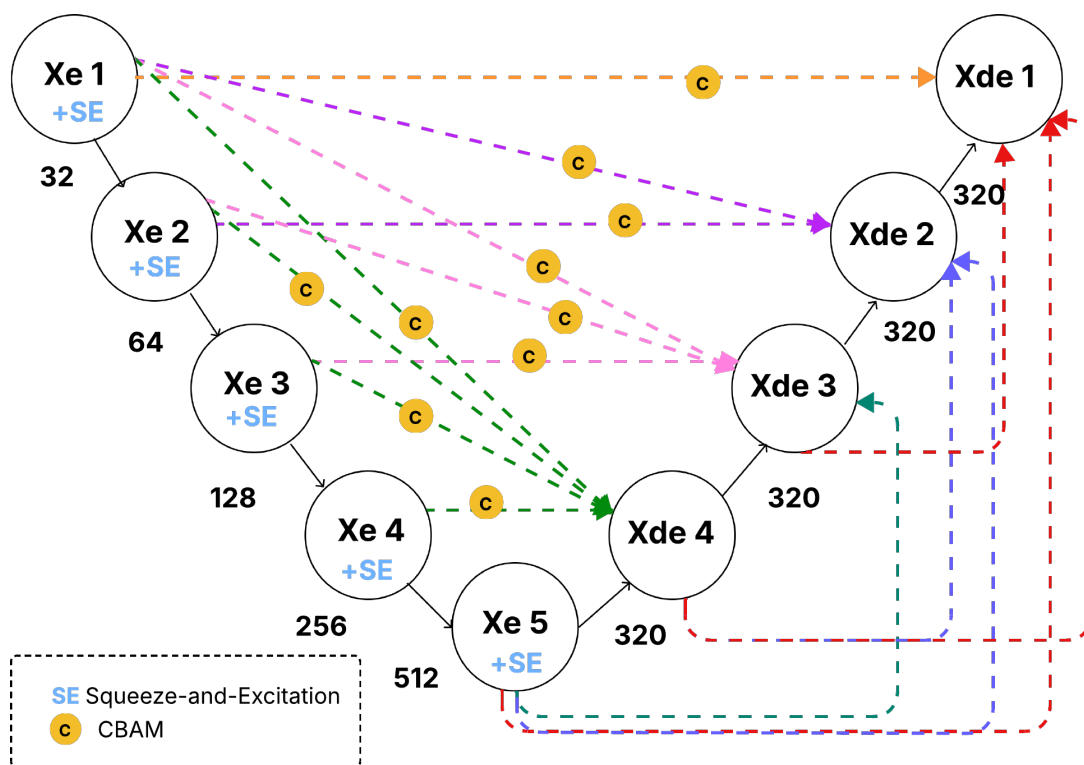 Xe 1
+SE
Xde 1
C
C
32
320
Xe 2
+SE
C
Xde 2
C
C
C
C
64
320
C
Xe 3
+SE
Xde 3
C
128
320
C
Xe 4
+SE
Xde 4
256
Xe 5
+SE
320
512
SE Squeeze-and-Excitation
C CBAM